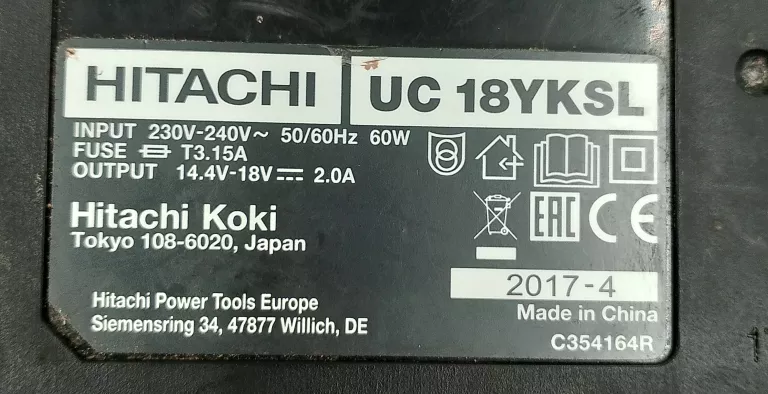 HITACHI UC 18YKSL
INPUT 230V-240V~ 50/60Hz 60W
FUSE T3.15A
OUTPUT 14.4V-18V 2.0A
EAC CE
Hitachi Koki
Tokyo 108-6020, Japan
2017-4
Made in China
Hitachi Power Tools Europe
Siemensring 34, 47877 Willich, DE
C354164R